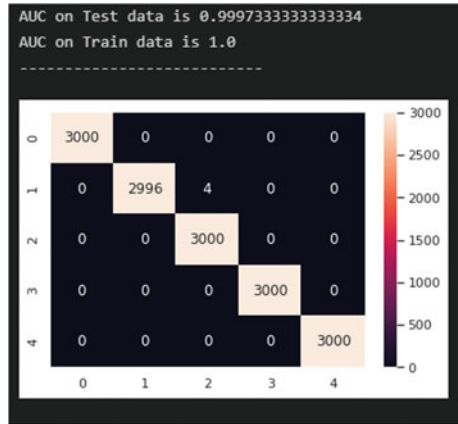 AUC on Test data is 0.9997333333333334
AUC on Train data is 1.0
---------------------------
0 3000 0 0 0 0
1 0 2996 4 0 0
2 0 0 3000 0 0
3 0 0 0 3000 0
4 0 0 0 0 3000
0 1 2 3 4
3000
2500
2000
1500
1000
500
0